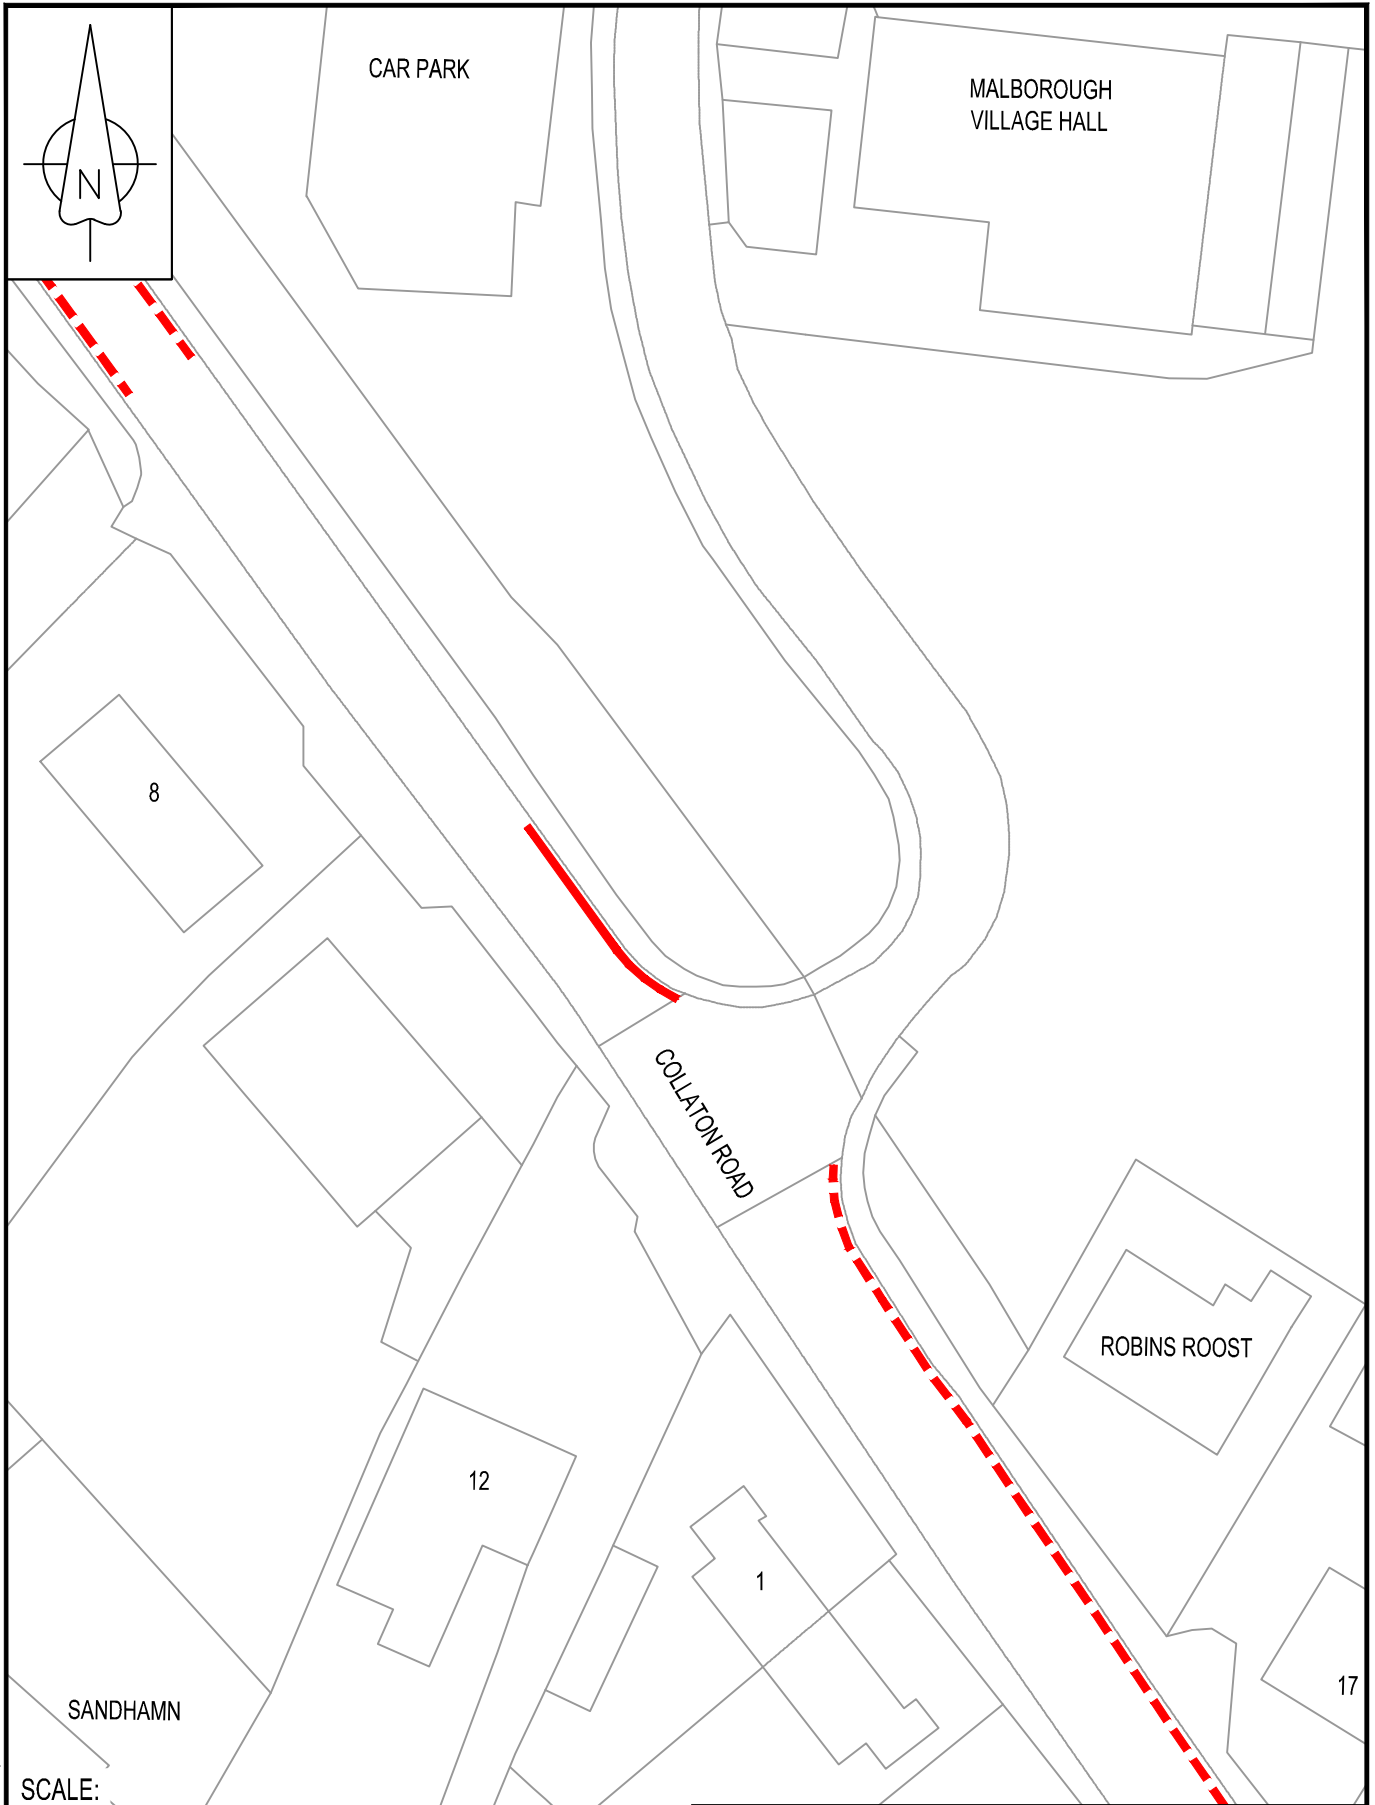 CAR PARK
MALBOROUGH
VILLAGE HALL
N
8
COLLATON ROAD
ROBINS ROOST
12
1
17
SANDHAMN
SCALE: